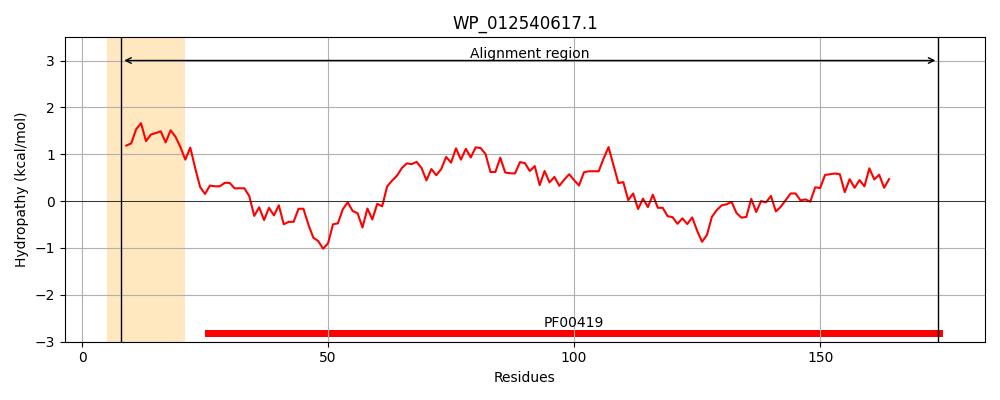 WP_012540617.1
Alignment region
Hydropathy (kcal/mol)
3
2
1
0
−1
−2
−3
PF00419
0
50
100
150
Residues